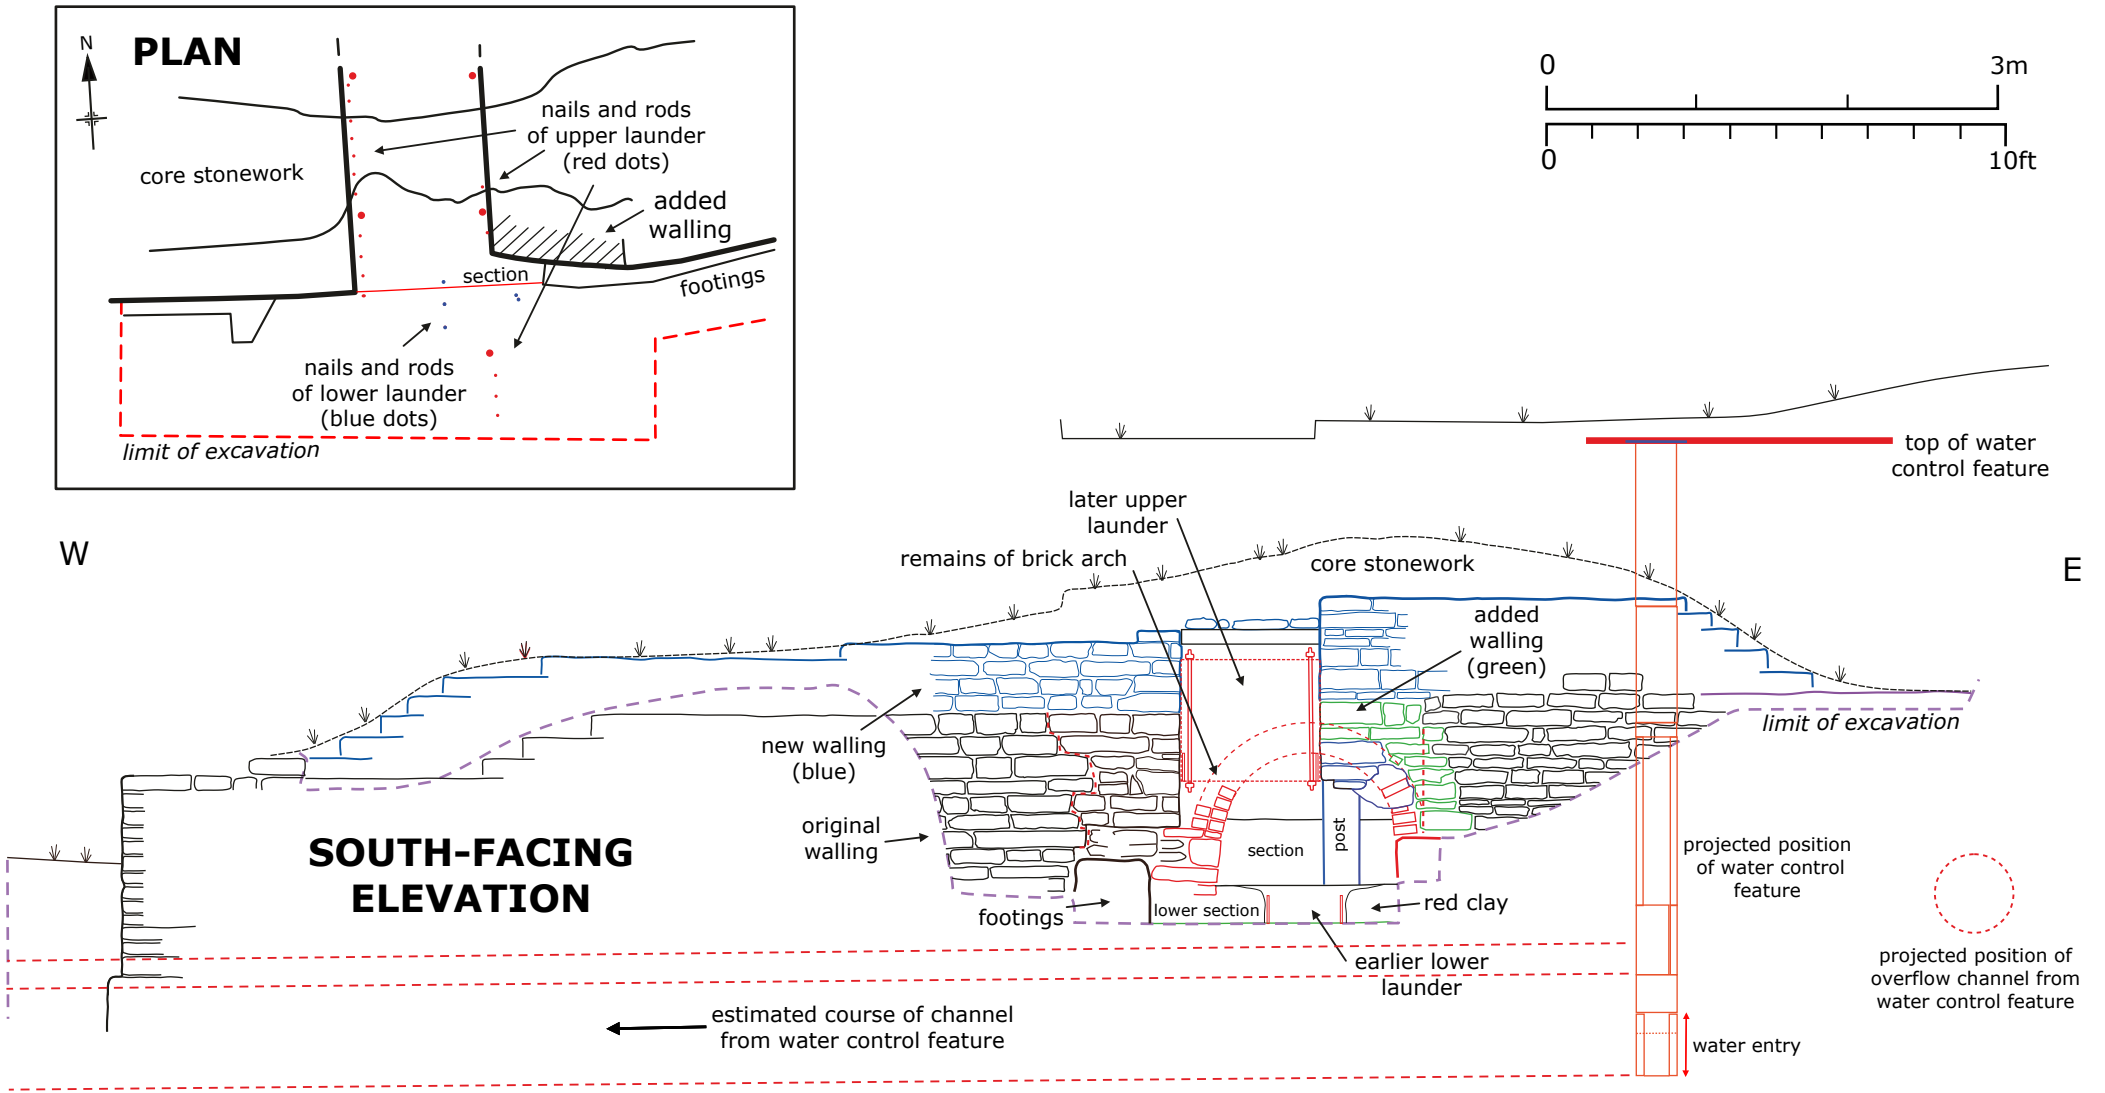 PLAN
N
nails and rods
of upper launder
(red dots)
core stonework
added
walling
section
footings
nails and rods
of lower launder
(blue dots)
limit of excavation
0
3m
0
10ft
top of water
control feature
later upper
launder
W
remains of brick arch
core stonework
E
added
walling
(green)
new walling
(blue)
limit of excavation
original
walling
SOUTH-FACING
ELEVATION
section
post
projected position
of water control
feature
footings
lower section
red clay
earlier lower
launder
projected position of
overflow channel from
water control feature
estimated course of channel
from water control feature
water entry